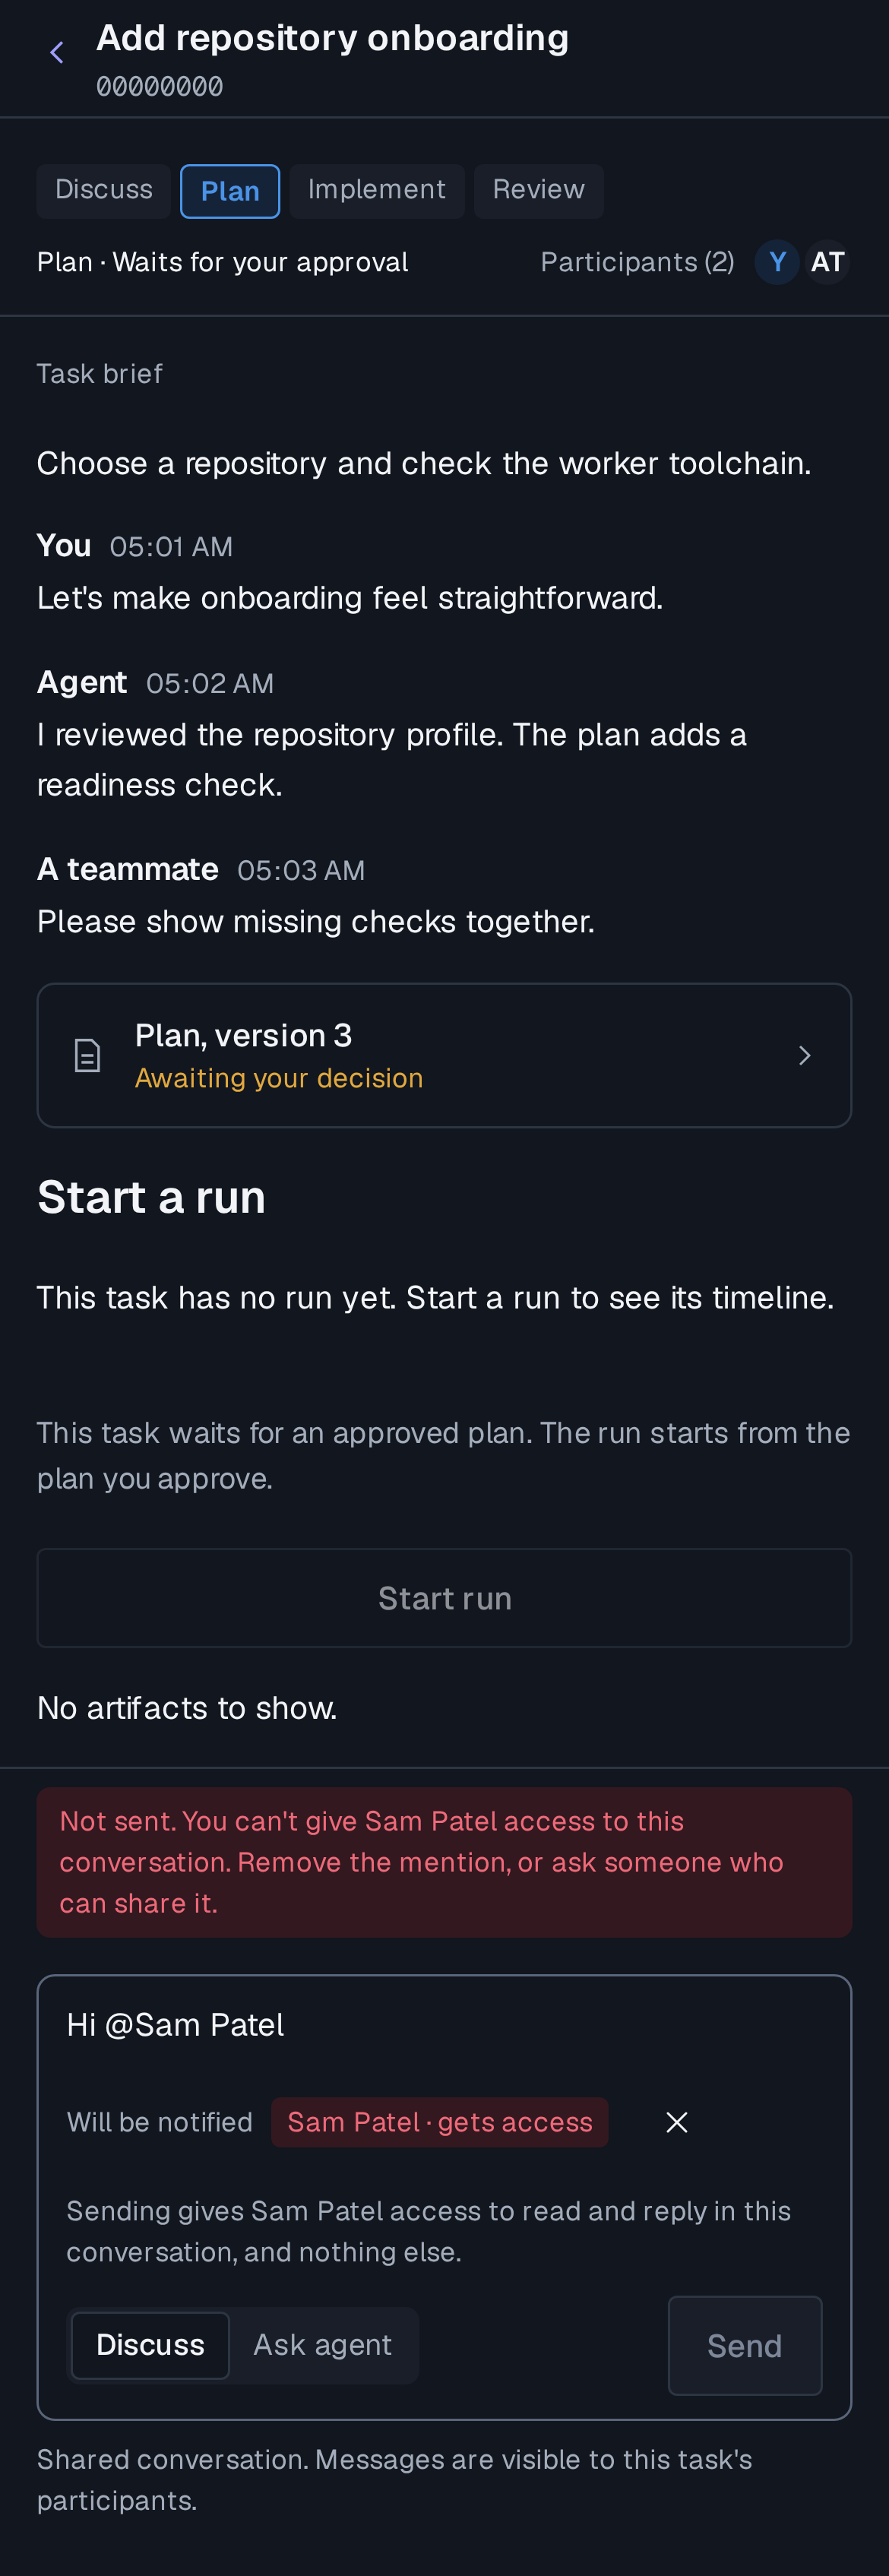 Add repository onboarding
00000000
Discuss
Plan
Implement
Review
Plan · Waits for your approval
Participants (2)
Y
AT
Task brief
Choose a repository and check the worker toolchain.
You 05:01 AM
Let's make onboarding feel straightforward.
Agent 05:02 AM
I reviewed the repository profile. The plan adds a
readiness check.
A teammate 05:03 AM
Please show missing checks together.
Plan, version 3
Awaiting your decision
Start a run
This task has no run yet. Start a run to see its timeline.
This task waits for an approved plan. The run starts from the
plan you approve.
Start run
No artifacts to show.
Not sent. You can't give Sam Patel access to this
conversation. Remove the mention, or ask someone who
can share it.
Hi @Sam Patel
Will be notified
Sam Patel · gets access
Sending gives Sam Patel access to read and reply in this
conversation, and nothing else.
Discuss
Ask agent
Send
Shared conversation. Messages are visible to this task's
participants.